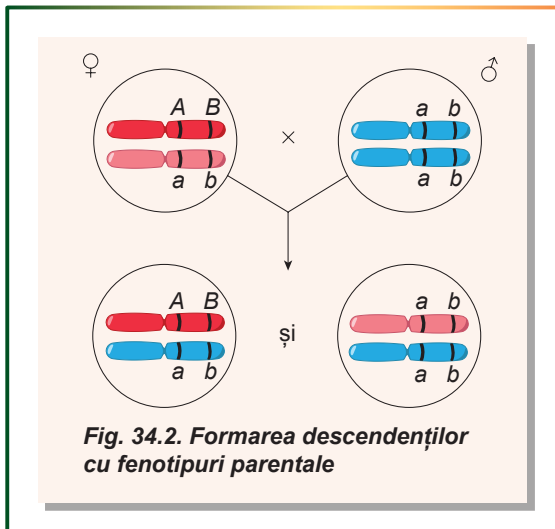 ♀ ♂
A B a b
×
a b a b
A B a b
și
a b a b
Fig. 34.2. Formarea descendenților
cu fenotipuri parentale